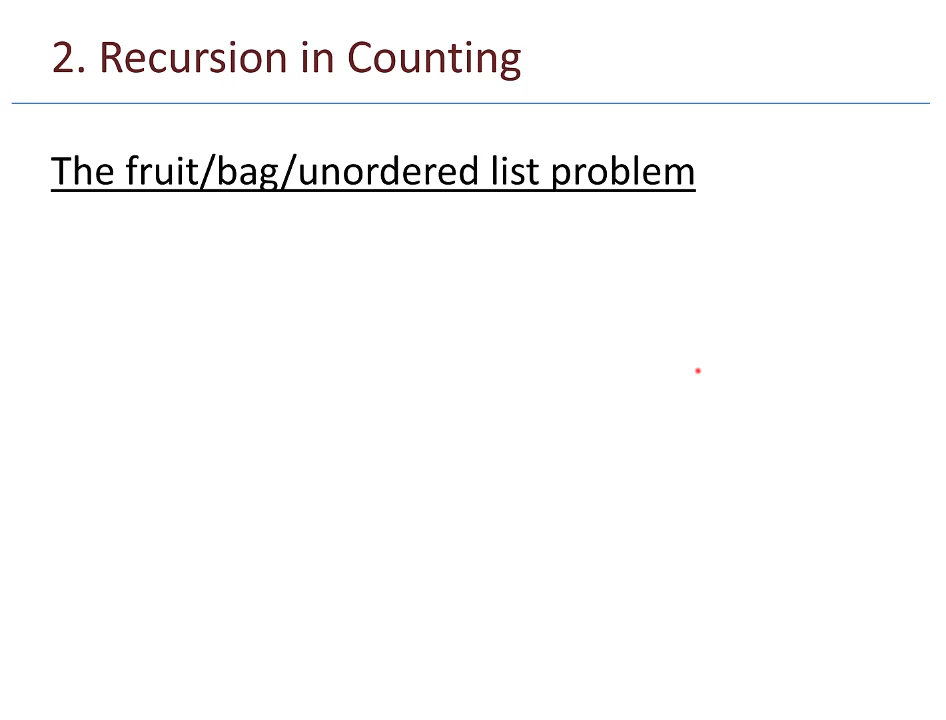 2. Recursion in Counting
The fruit/bag/unordered list problem